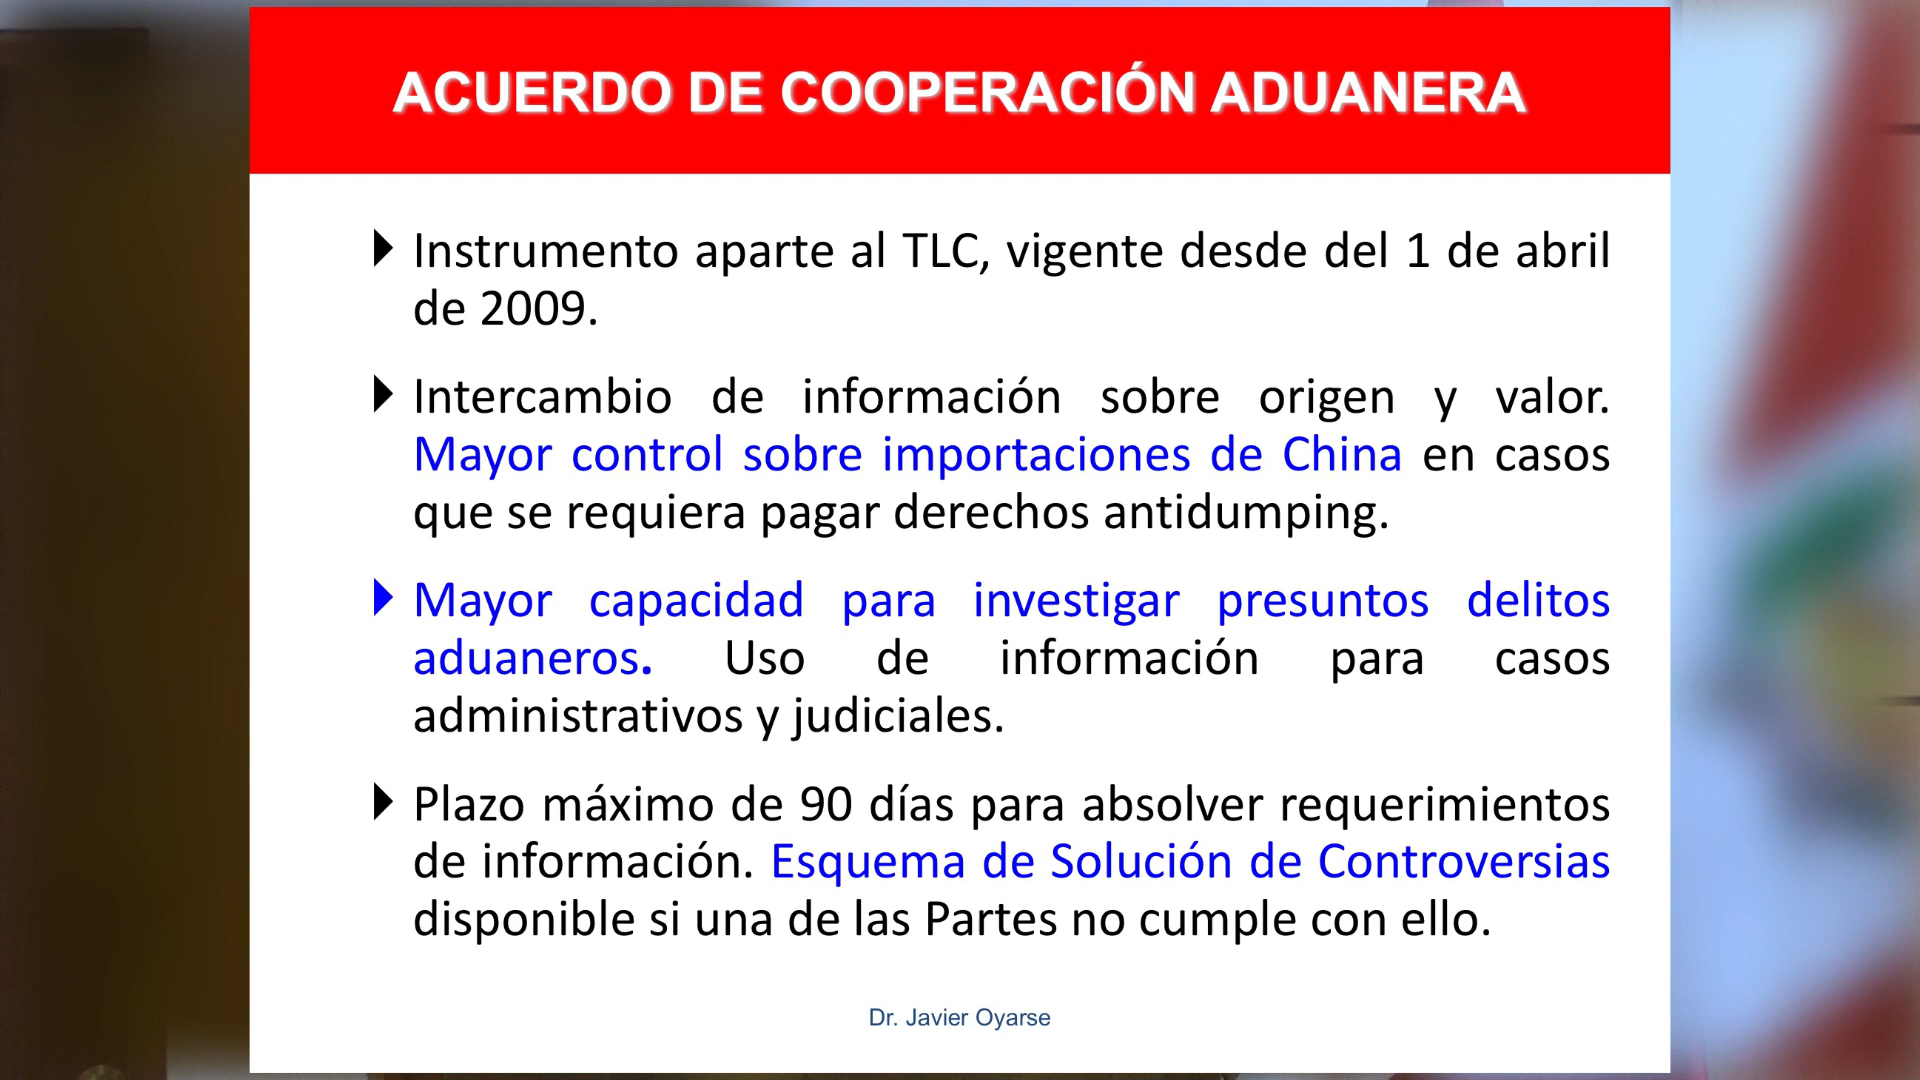 ACUERDO DE COOPERACIÓN ADUANERA
Instrumento aparte al TLC, vigente desde del 1 de abril
de 2009.
Intercambio de información sobre origen y valor.
Mayor control sobre importaciones de China en casos
que se requiera pagar derechos antidumping.
Mayor capacidad para investigar presuntos delitos
aduaneros. Uso de información para casos
administrativos y judiciales.
Plazo máximo de 90 días para absolver requerimientos
de información. Esquema de Solución de Controversias
disponible si una de las Partes no cumple con ello.
Dr. Javier Oyarse